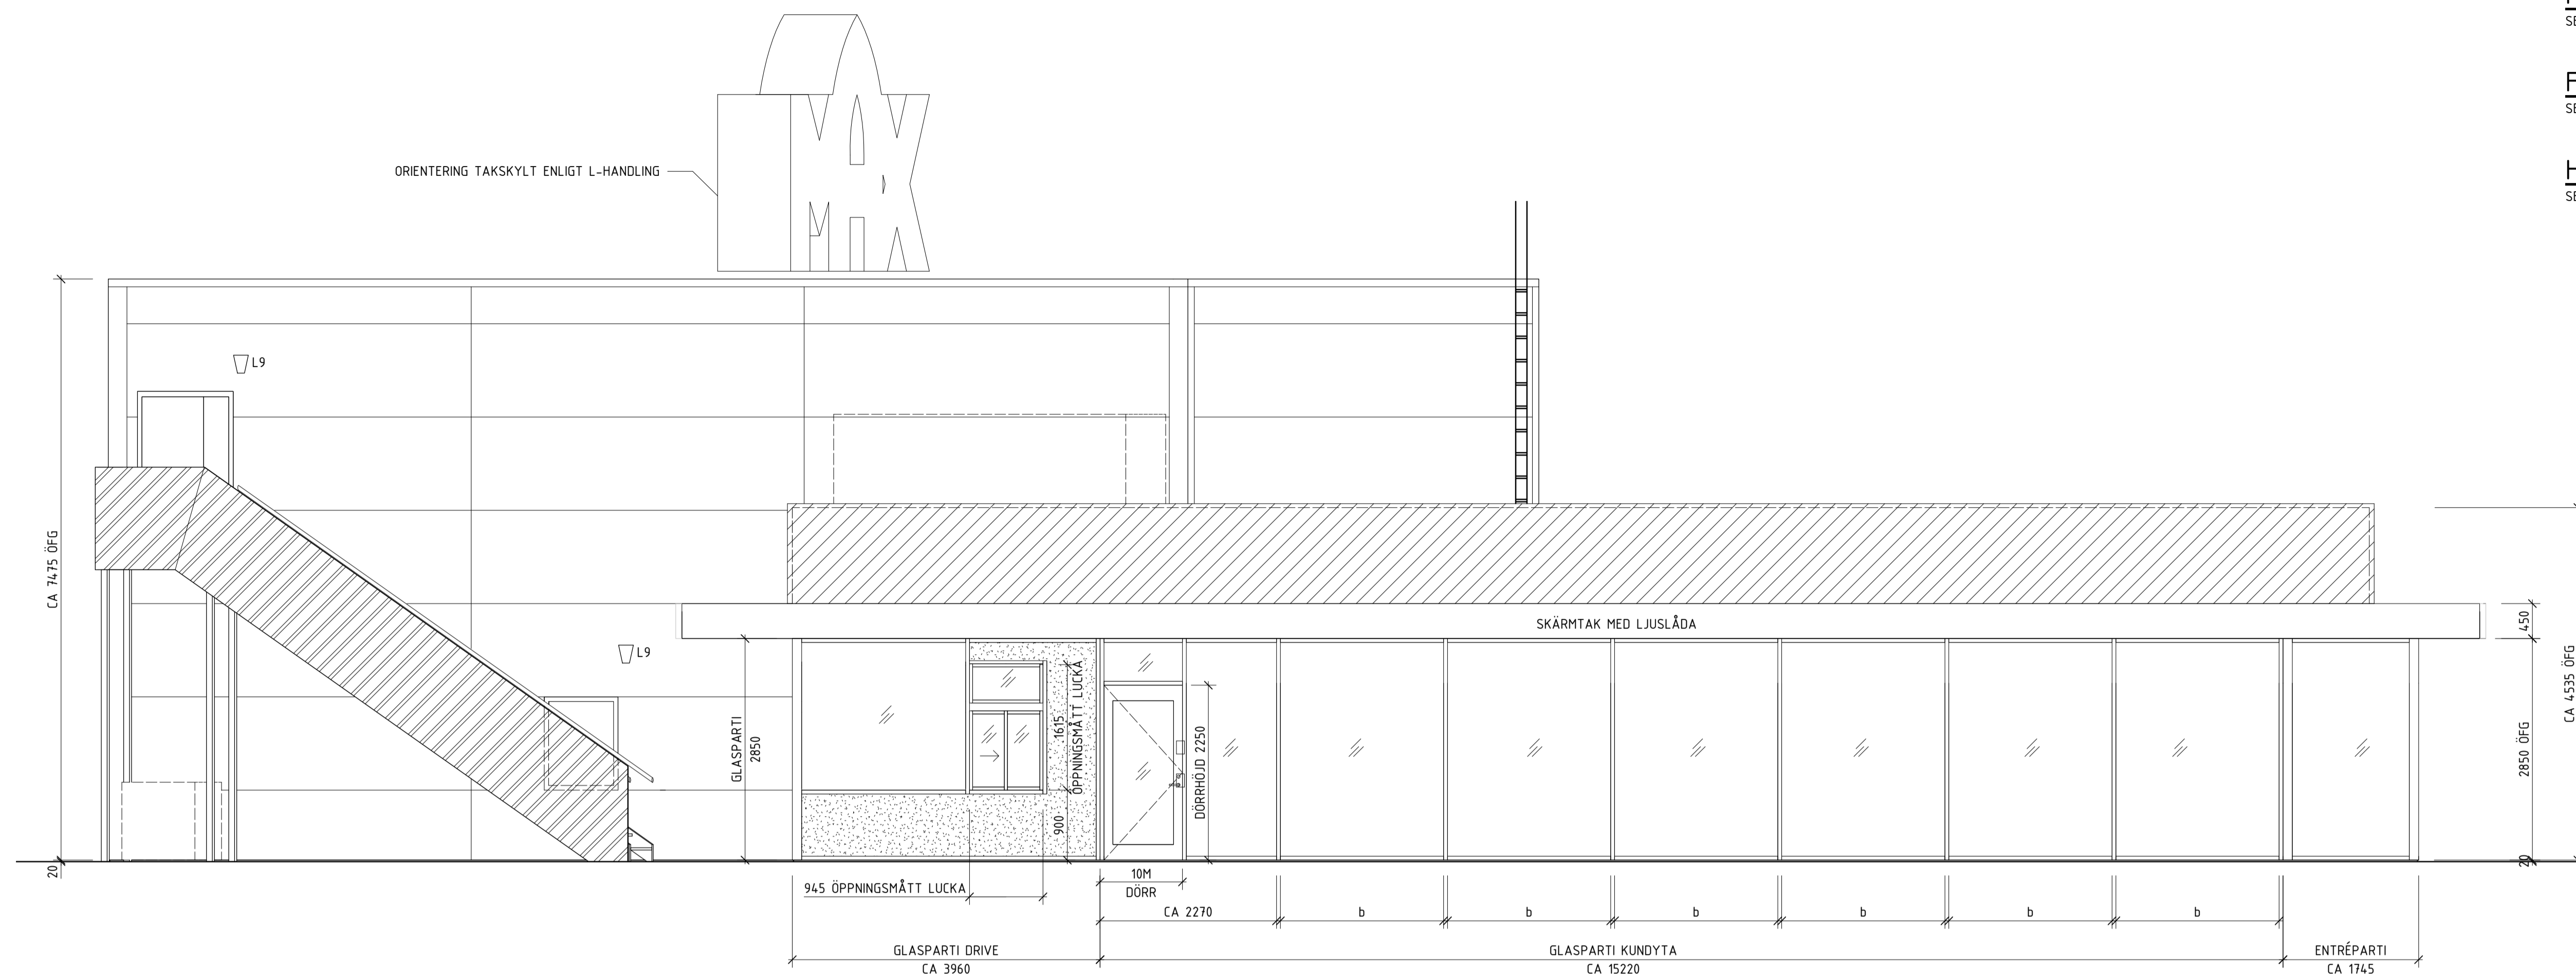 ORIENTERING TAKSKYLT ENLIGT L-HANDLING
MAX
L9
CA 7475 ÖFG
20
L9
SKÄRMTAK MED LJUSLÅDA
GLASPARTI
2850
1615
ÖPPNINGSMÅTT LUCKA
900
DÖRRHÖJD 2250
450
2850 ÖFG
20
CA 4535 ÖFG
945 ÖPPNINGSMÅTT LUCKA
10M
DÖRR
CA 2270
b
b
b
b
b
b
GLASPARTI DRIVE
CA 3960
GLASPARTI KUNDYTA
CA 15220
ENTRÉPARTI
CA 1745